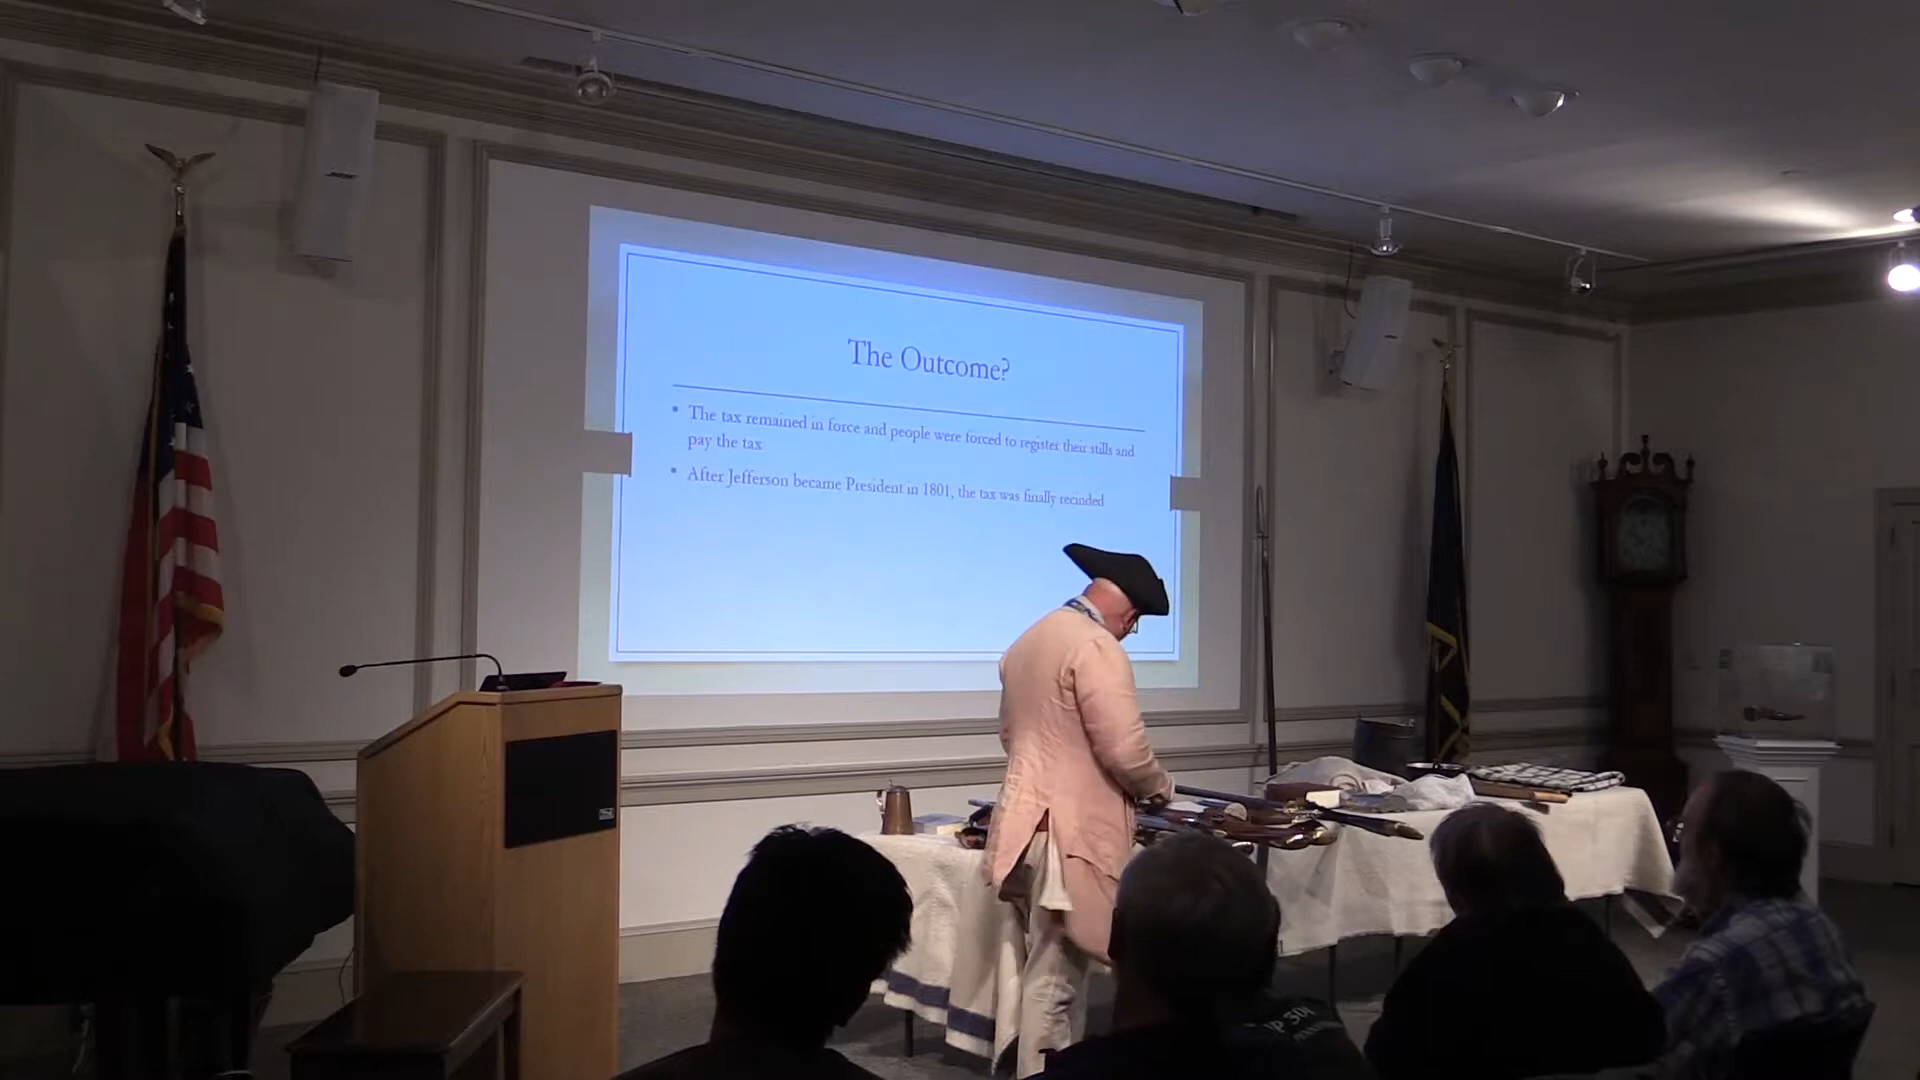 The Outcome?
• The tax remained in force and people were forced to register their stills and
pay the tax
• After Jefferson became President in 1801, the tax was finally recinded
BOSE